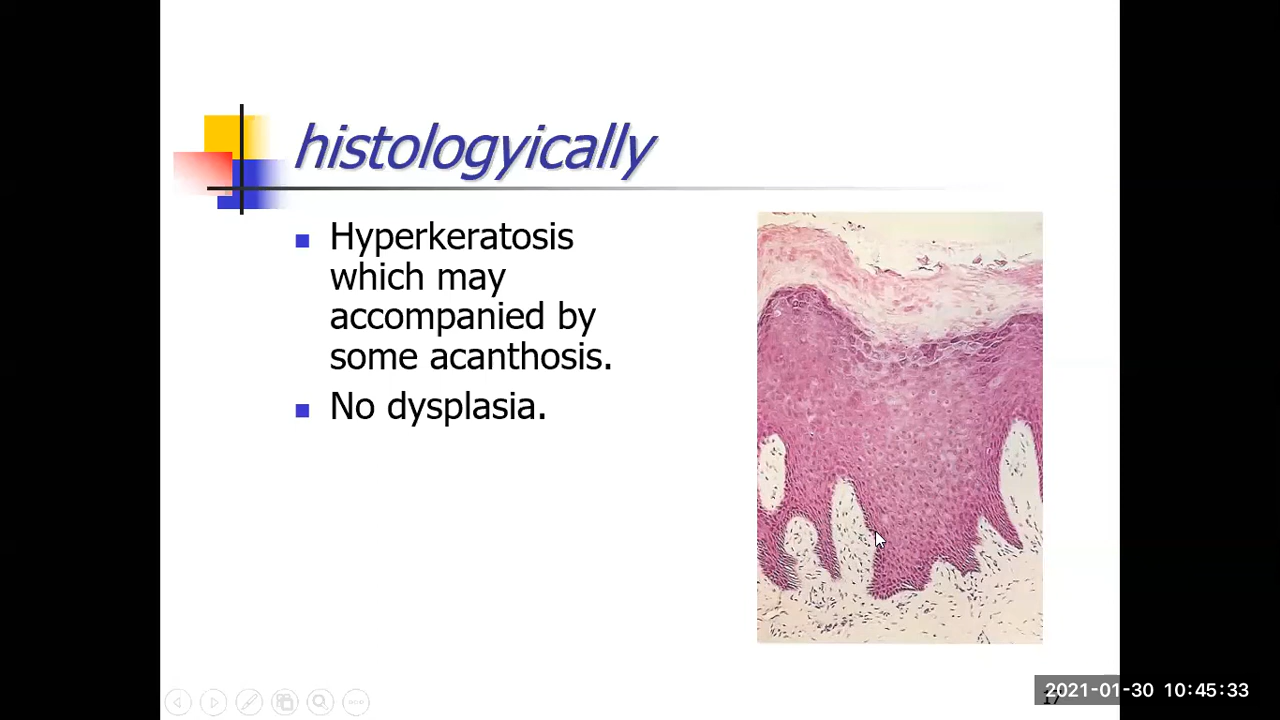 histologyically
Hyperkeratosis
which may
accompanied by
some acanthosis.
No dysplasia.
2021-01-30 10:45:33